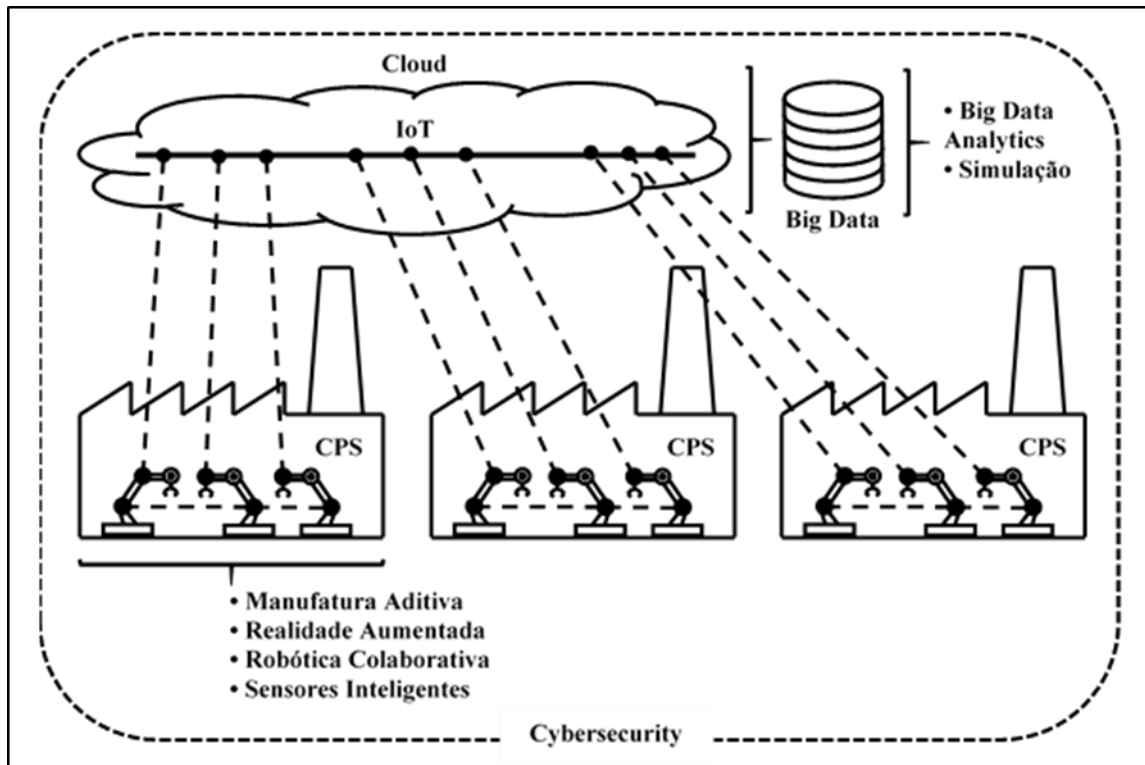 Cloud
IoT
• Big Data
Analytics
• Simulação
Big Data
CPS
CPS
CPS
• Manufatura Aditiva
• Realidade Aumentada
• Robótica Colaborativa
• Sensores Inteligentes
Cybersecurity